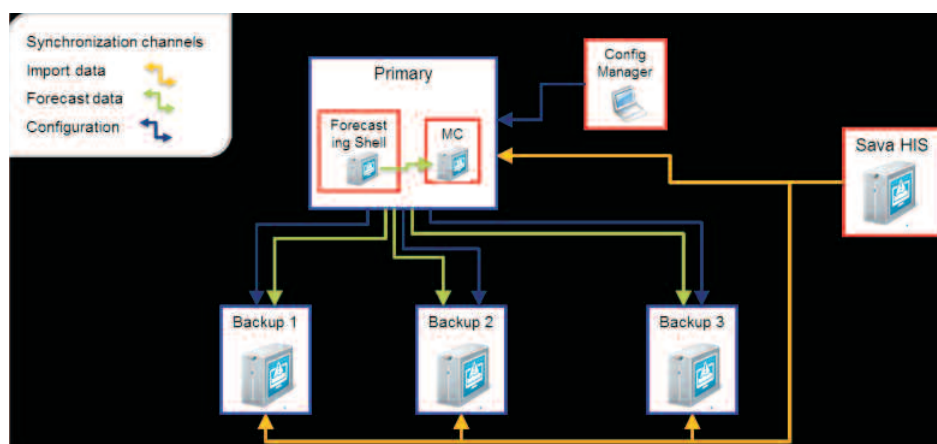 Synchronization channels
Import data
Forecast data
Configuration
Primary
Forecast
ing Shell
MC
Config
Manager
Sava HIS
Backup 1
Backup 2
Backup 3